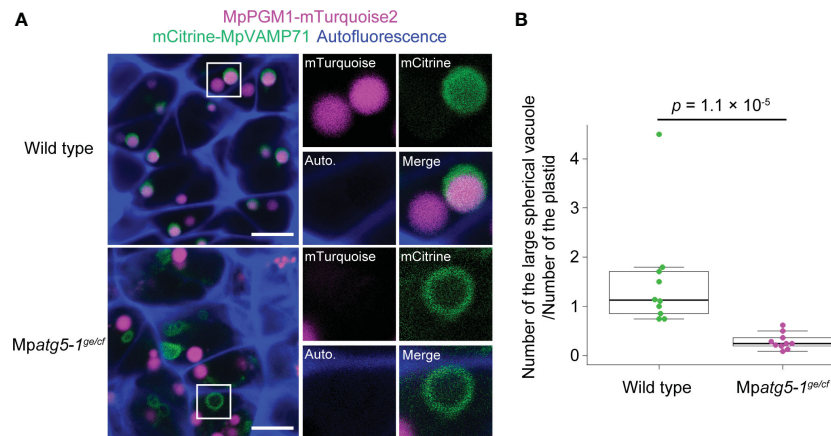 A
MpPGM1-mTurquoise2
mCitrine-MpVAMP71 Autofluorescence
Wild type
mTurquoise
mCitrine
Auto.
Merge
Mpatg5-1ge/cf
mTurquoise
mCitrine
Auto.
Merge
B
p = 1.1 × 10-5
Number of the large spherical vacuole
/Number of the plastid
4
3
2
1
0
Wild type
Mpatg5-1ge/cf